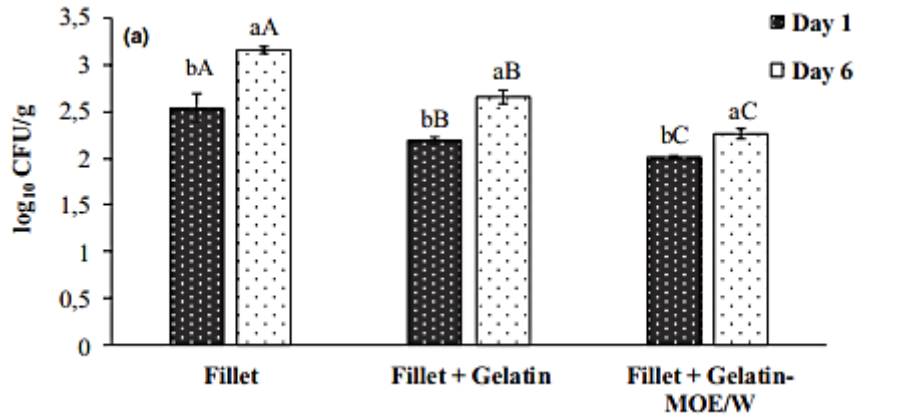 (a)
Day 1
Day 6
log₁₀ CFU/g
3,5
3
2,5
2
1,5
1
0,5
0
bA
aA
bB
aB
bC
aC
Fillet
Fillet + Gelatin
Fillet + Gelatin-
MOE/W